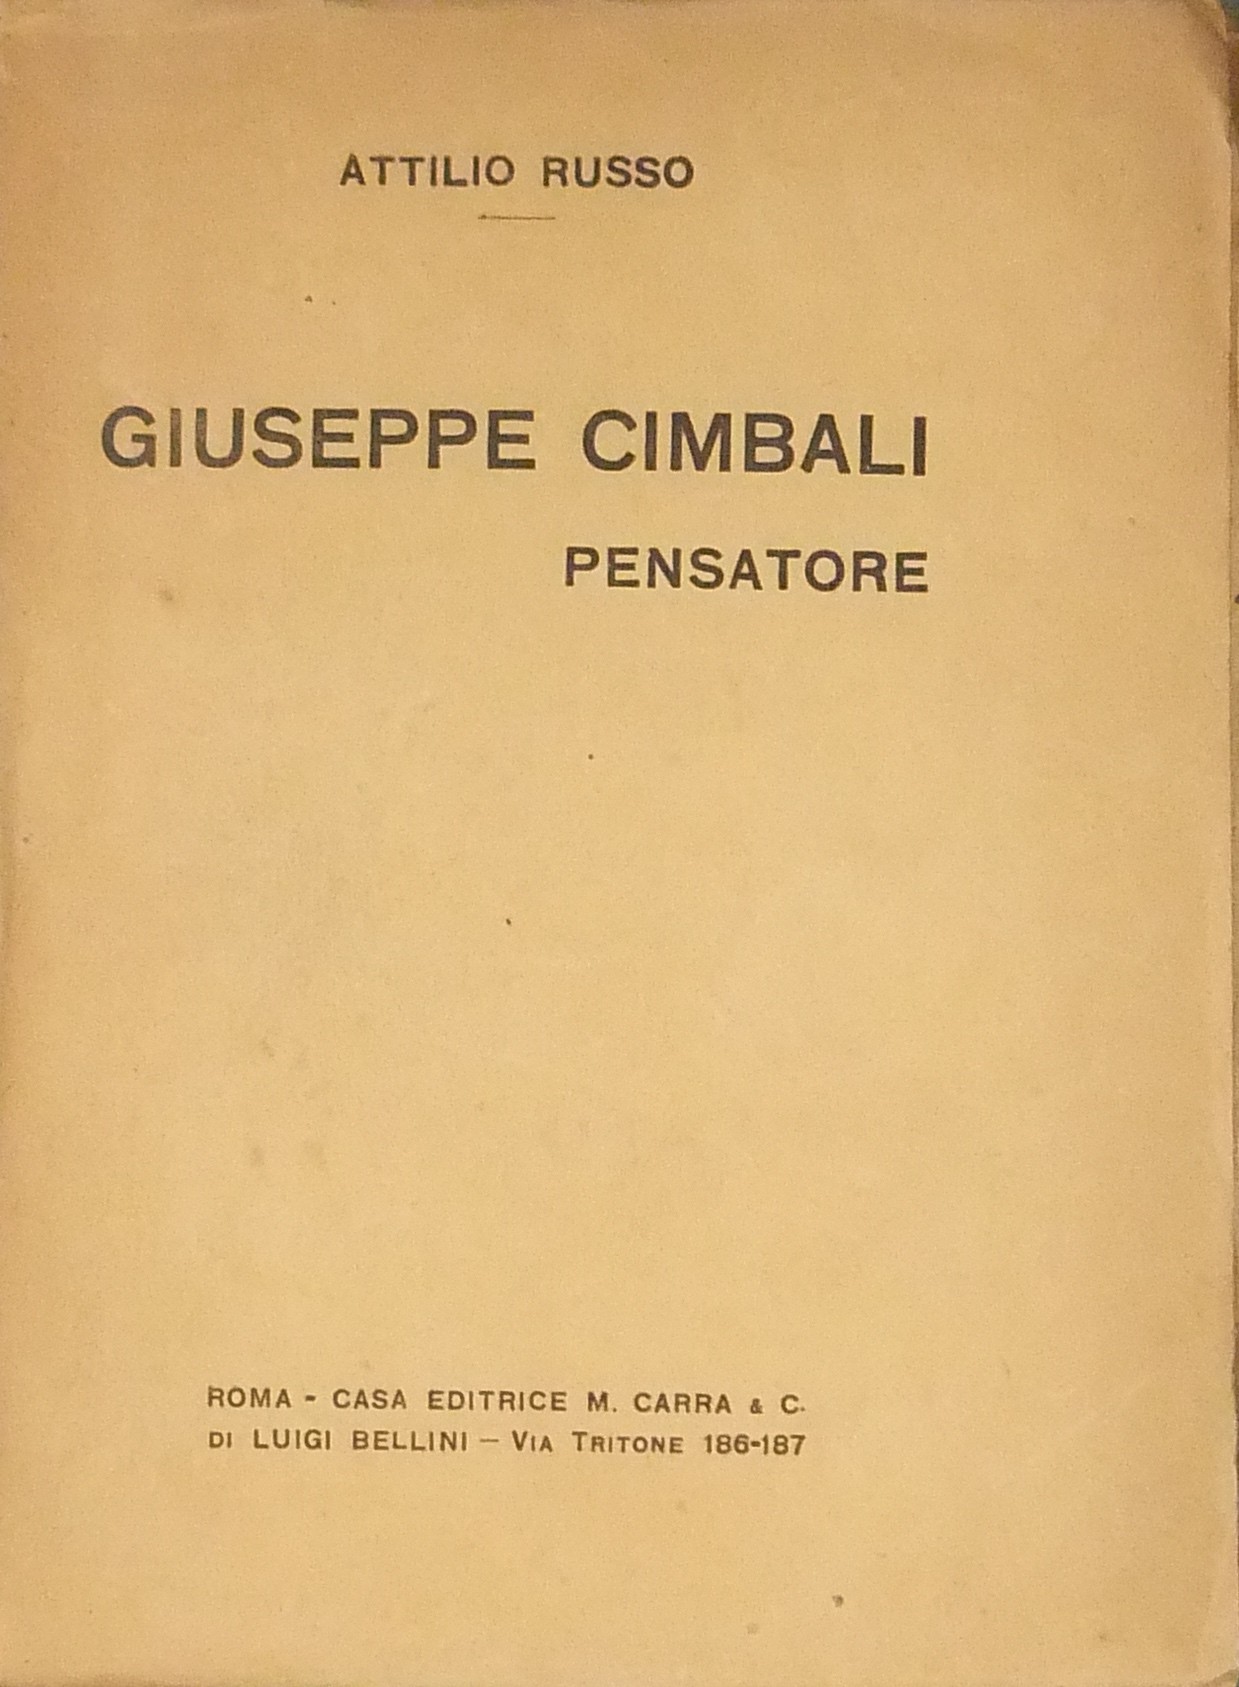 ATTILIO RUSSO
GIUSEPPE CIMBALI
PENSATORE
ROMA - CASA EDITRICE M. CARRA & C.
DI LUIGI BELLINI — VIA TRITONE 186-187